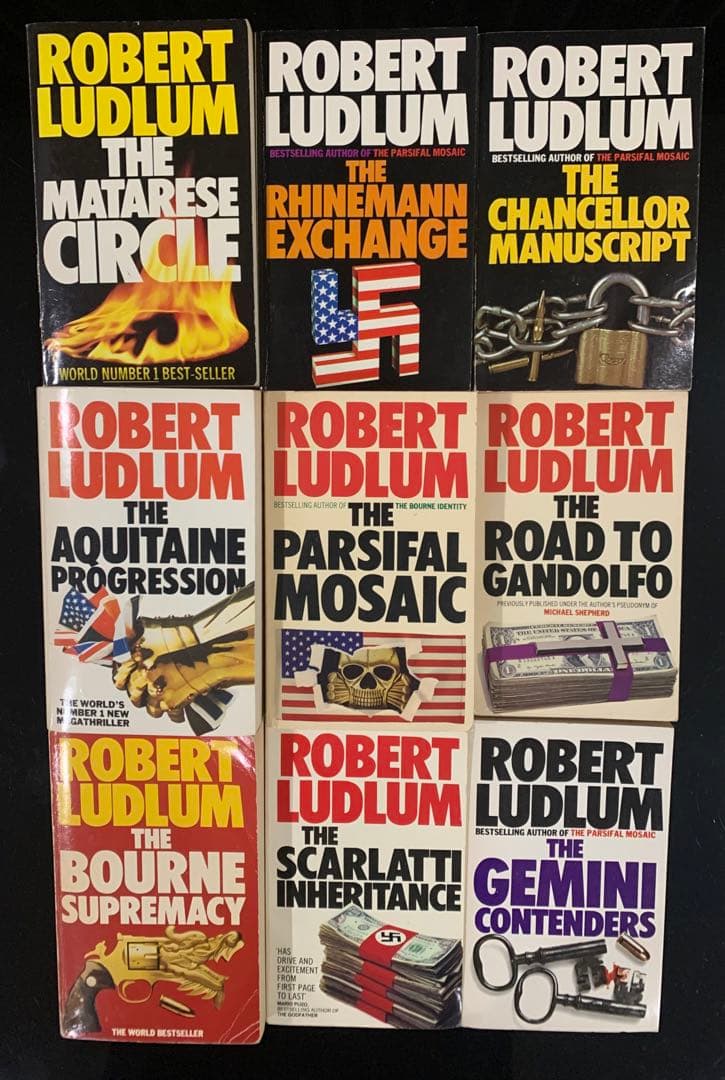 ROBERT
LUDLUM
THE
MATARESE
CIRCLE
WORLD NUMBER 1 BEST-SELLER
ROBERT
LUDLUM
BESTSELLING AUTHOR OF THE PARSIFAL MOSAIC
THE
RHINEMANN
EXCHANGE
ROBERT
LUDLUM
BESTSELLING AUTHOR OF THE PARSIFAL MOSAIC
THE
CHANCELLOR
MANUSCRIPT
ROBERT
LUDLUM
THE
AQUITAINE
PROGRESSION
THE WORLD'S
NUMBER 1 NEW
MEGATHRILLER
ROBERT
LUDLUM
BESTSELLING AUTHOR OF THE BOURNE IDENTITY
THE
PARSIFAL
MOSAIC
ROBERT
LUDLUM
THE
ROAD TO
GANDOLFO
PREVIOUSLY PUBLISHED UNDER THE AUTHOR'S PSEUDONYM OF
MICHAEL SHEPHERD
ROBERT
LUDLUM
THE
BOURNE
SUPREMACY
THE WORLD BESTSELLER
ROBERT
LUDLUM
THE
SCARLATTI
INHERITANCE
'HAS
DRIVE AND
EXCITEMENT
FROM
FIRST PAGE
TO LAST'
MARIO PUZO,
BESTSELLING AUTHOR OF
THE GODFATHER
ROBERT
LUDLUM
BESTSELLING AUTHOR OF THE PARSIFAL MOSAIC
THE
GEMINI
CONTENDERS